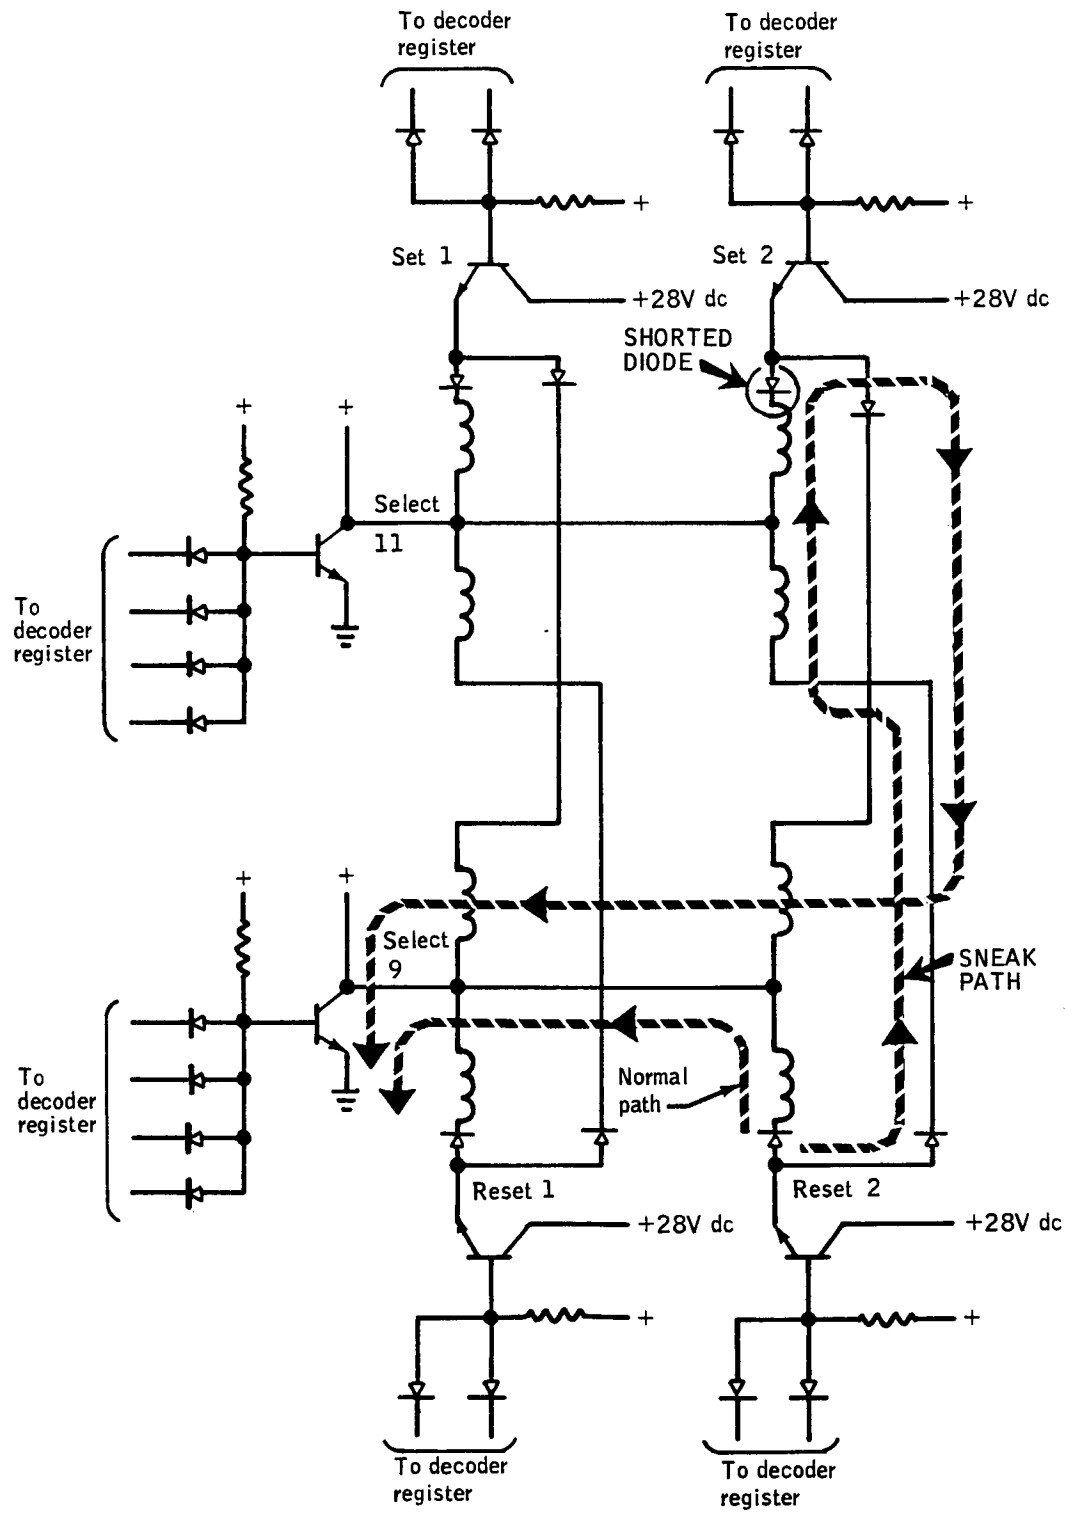 To decoder
register
To decoder
register
+
+
Set 1
Set 2
+28V dc
+28V dc
SHORTED
DIODE
+
+
Select
11
To
decoder
register
+
+
Select
9
SNEAK
PATH
Normal
path
To
decoder
register
Reset 1
Reset 2
+28V dc
+28V dc
+
+
To decoder
register
To decoder
register